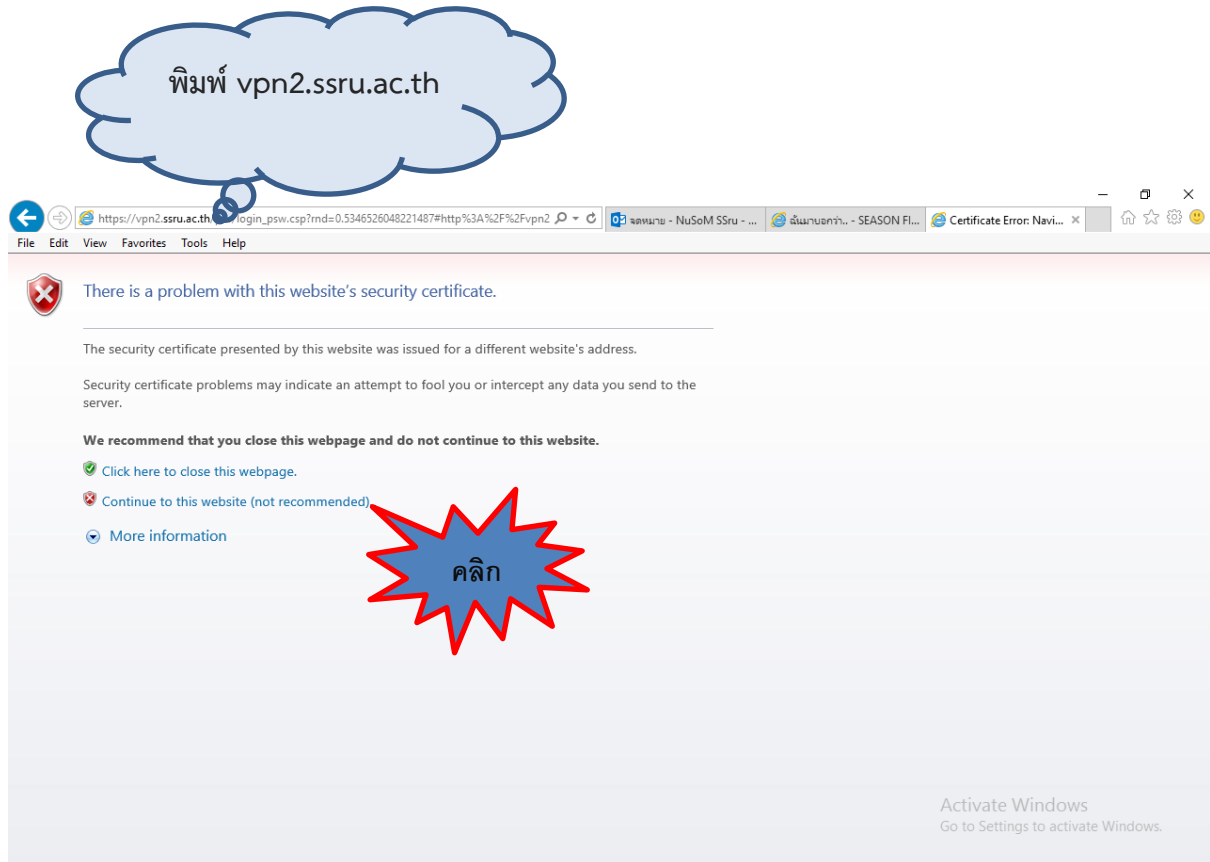 พิมพ์ vpn2.ssru.ac.th
https://vpn2.ssru.ac.th login_psw.csp?rnd=0.5346526048221487#http%3A%2F%2Fvpn2
จดหมาย - NuSoM SSru - ...
ฉันมาบอกว่า.. - SEASON FI...
Certificate Error: Navi...
File Edit View Favorites Tools Help
There is a problem with this website's security certificate.
The security certificate presented by this website was issued for a different website's address.
Security certificate problems may indicate an attempt to fool you or intercept any data you send to the
server.
We recommend that you close this webpage and do not continue to this website.
Click here to close this webpage.
Continue to this website (not recommended).
More information
คลิก
Activate Windows
Go to Settings to activate Windows.